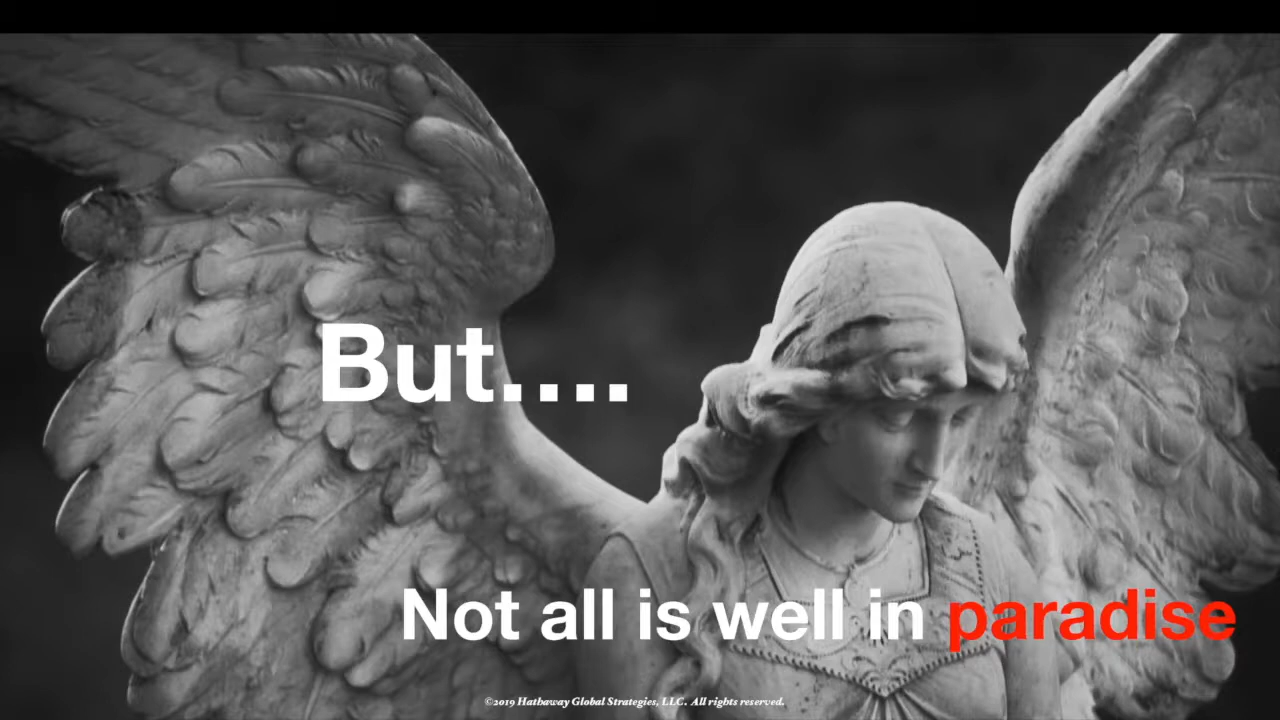 But....
Not all is well in paradise
©2019 Hathaway Global Strategies, LLC. All rights reserved.